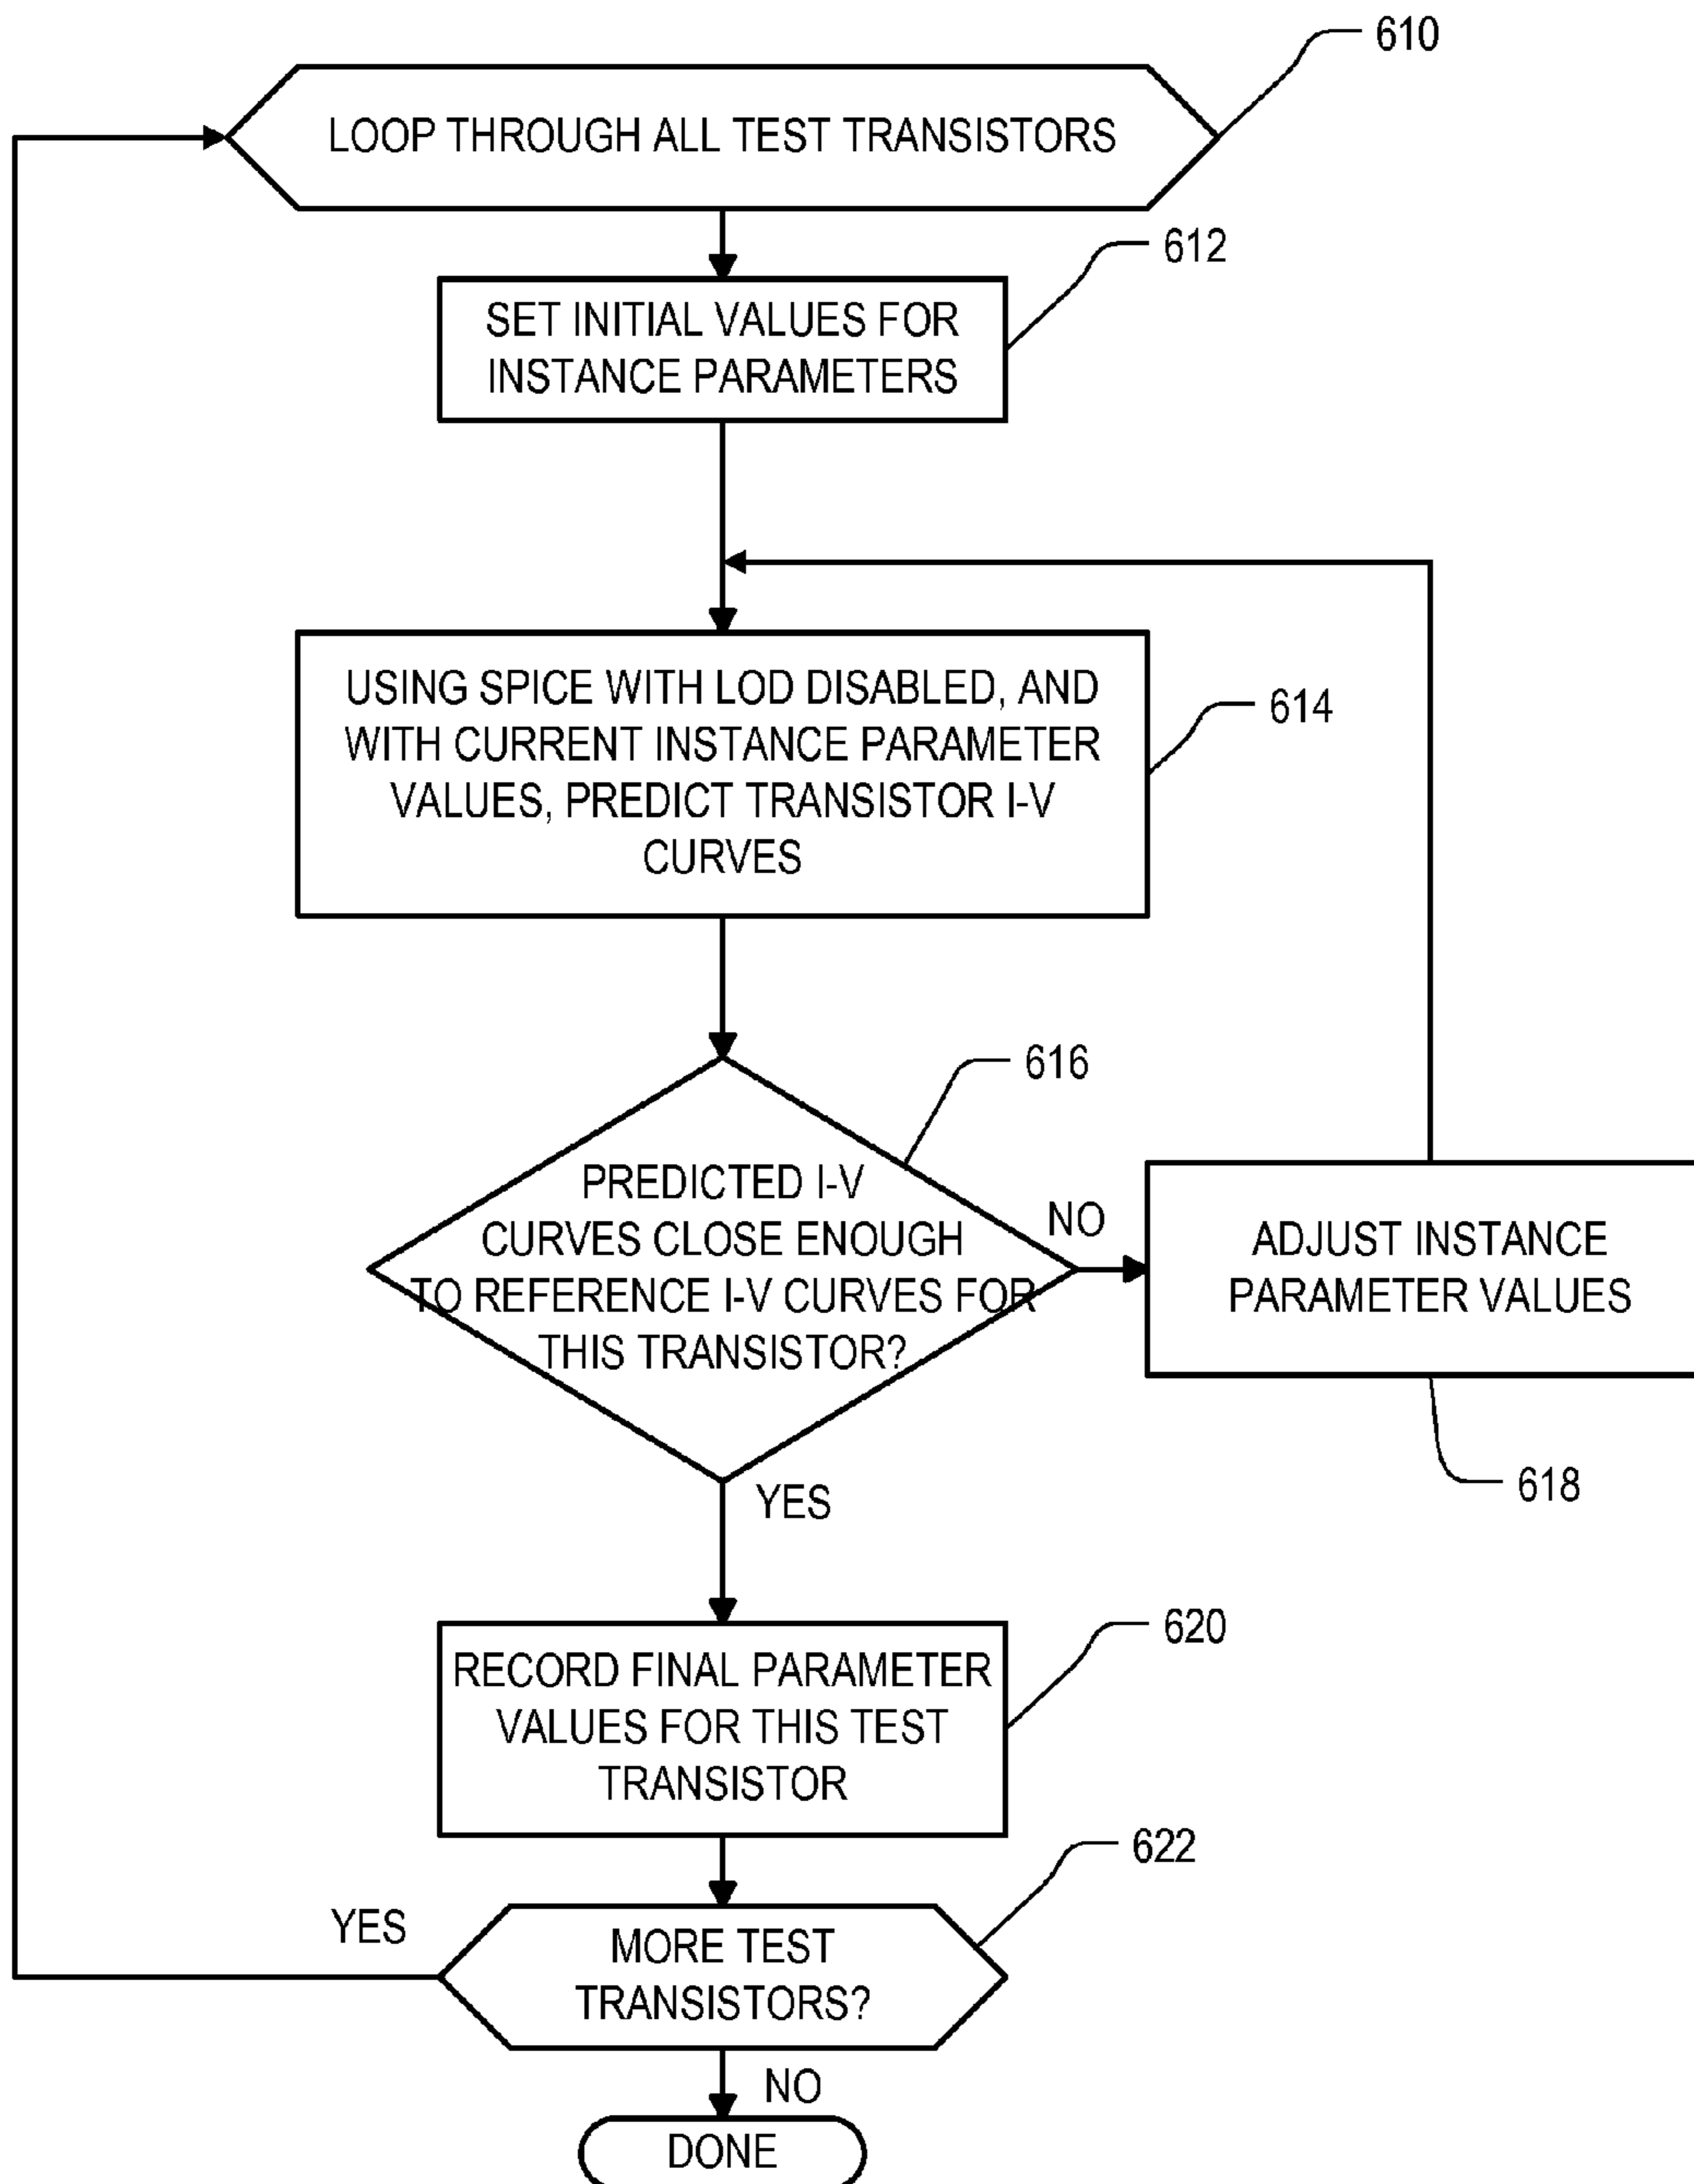 610
LOOP THROUGH ALL TEST TRANSISTORS
612
SET INITIAL VALUES FOR
INSTANCE PARAMETERS
614
USING SPICE WITH LOD DISABLED, AND
WITH CURRENT INSTANCE PARAMETER
VALUES, PREDICT TRANSISTOR I-V
CURVES
616
PREDICTED I-V
CURVES CLOSE ENOUGH
TO REFERENCE I-V CURVES FOR
THIS TRANSISTOR?
NO
ADJUST INSTANCE
PARAMETER VALUES
618
YES
620
RECORD FINAL PARAMETER
VALUES FOR THIS TEST
TRANSISTOR
622
YES
MORE TEST
TRANSISTORS?
NO
DONE